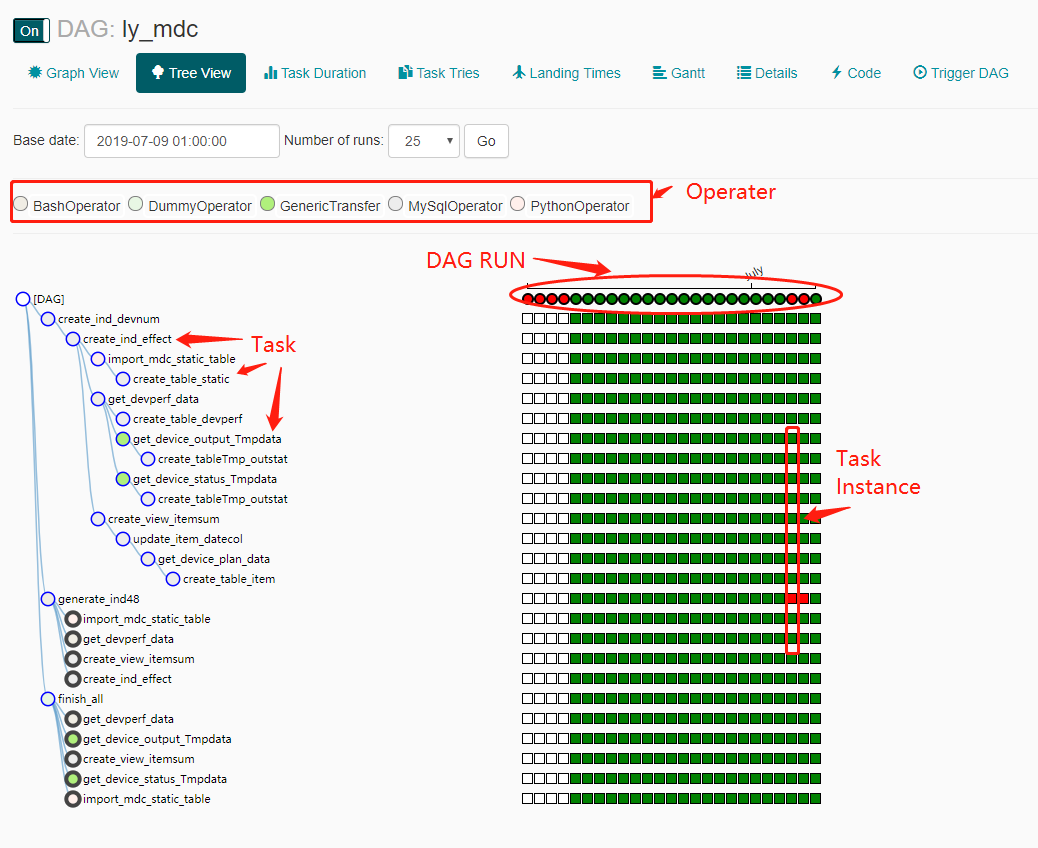 On DAG: ly_mdc
Graph View Tree View Task Duration Task Tries Landing Times Gantt Details Code Trigger DAG
Base date: 2019-07-09 01:00:00 Number of runs: 25 Go
BashOperator DummyOperator GenericTransfer MySqlOperator PythonOperator
Operater
DAG RUN
July
[DAG]
create_ind_devnum
create_ind_effect
Task
import_mdc_static_table
create_table_static
get_devperf_data
create_table_devperf
get_device_output_Tmpdata
create_tableTmp_outstat
get_device_status_Tmpdata
create_tableTmp_outstat
Task
Instance
create_view_itemsum
update_item_datecol
get_device_plan_data
create_table_item
generate_ind48
import_mdc_static_table
get_devperf_data
create_view_itemsum
create_ind_effect
finish_all
get_devperf_data
get_device_output_Tmpdata
create_view_itemsum
get_device_status_Tmpdata
import_mdc_static_table